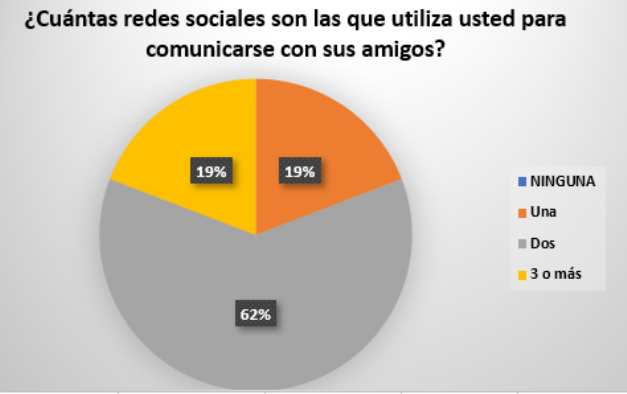 ¿Cuántas redes sociales son las que utiliza usted para
comunicarse con sus amigos?
19%
19%
62%
NINGUNA
Una
Dos
3 o más